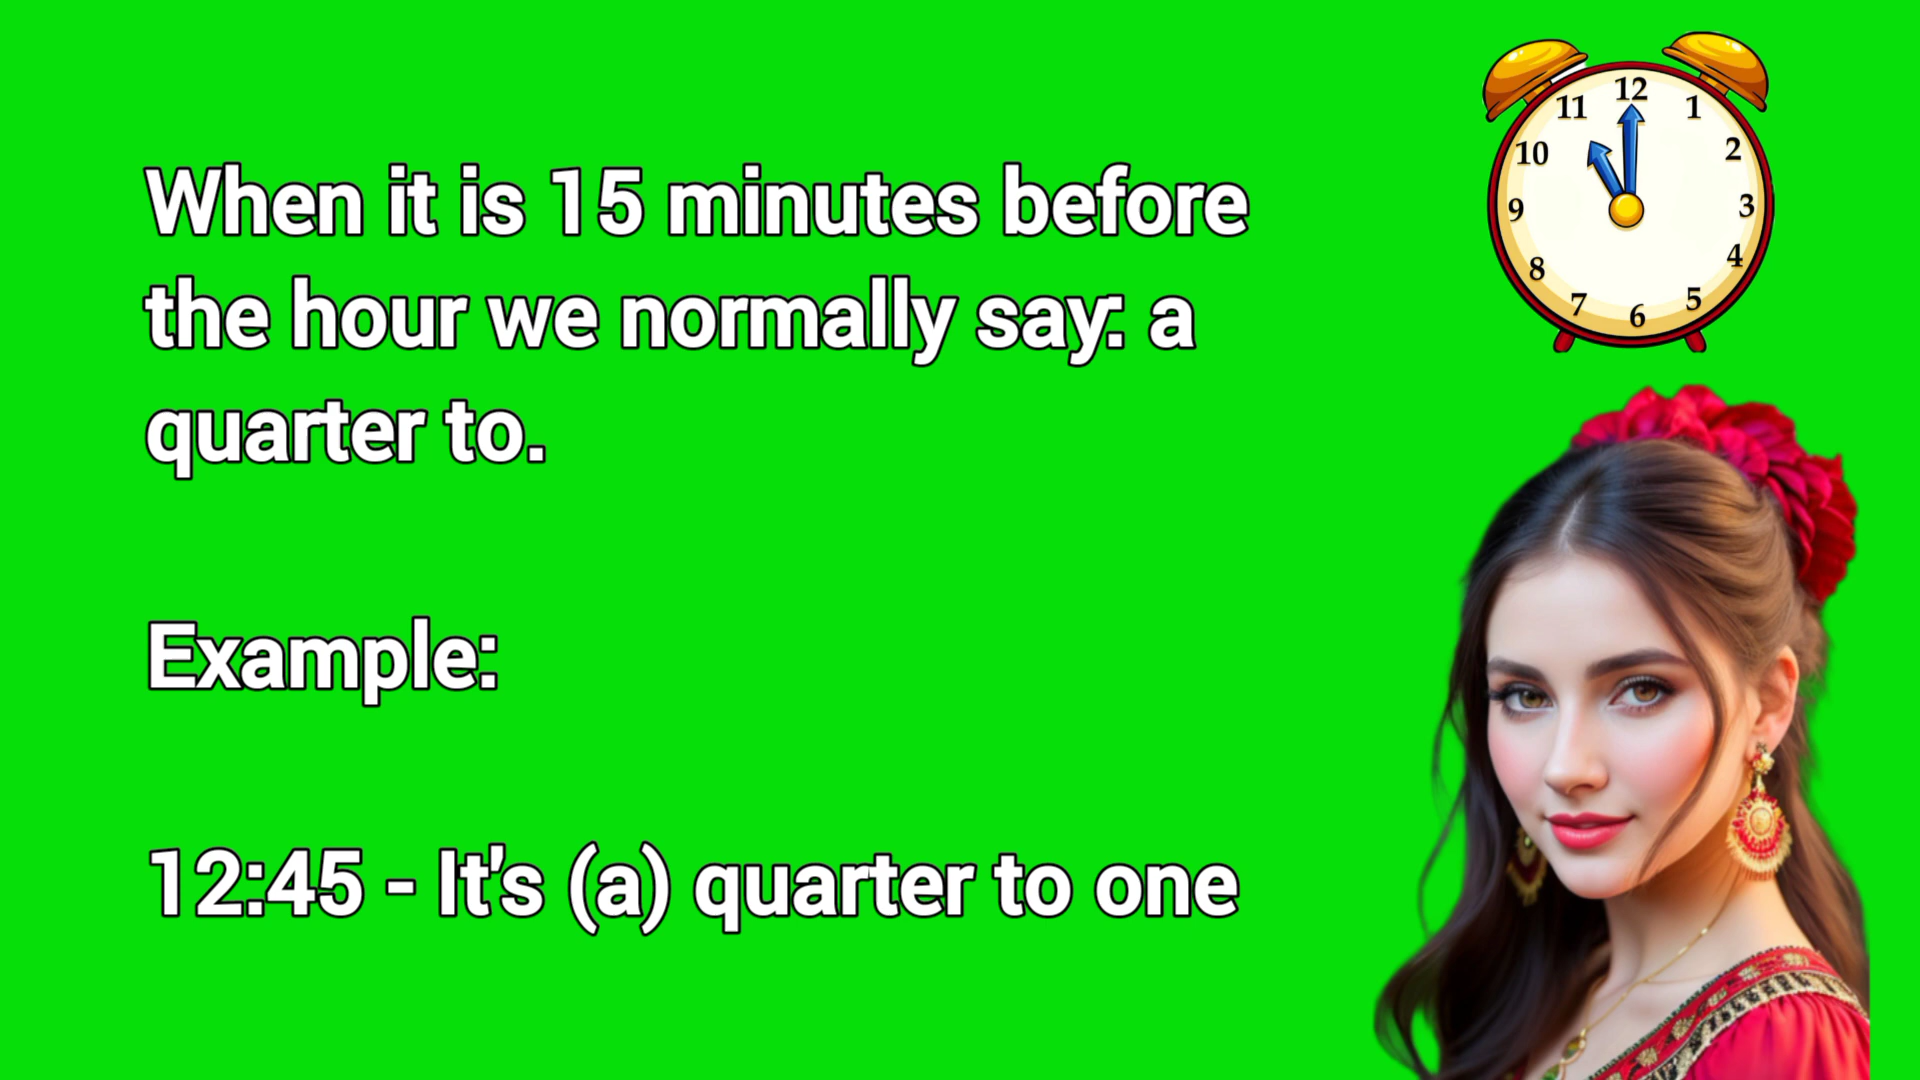 When it is 15 minutes before
the hour we normally say: a
quarter to.
Example:
12:45 - It's (a) quarter to one
12
11
1
10
2
9
3
8
4
7
5
6